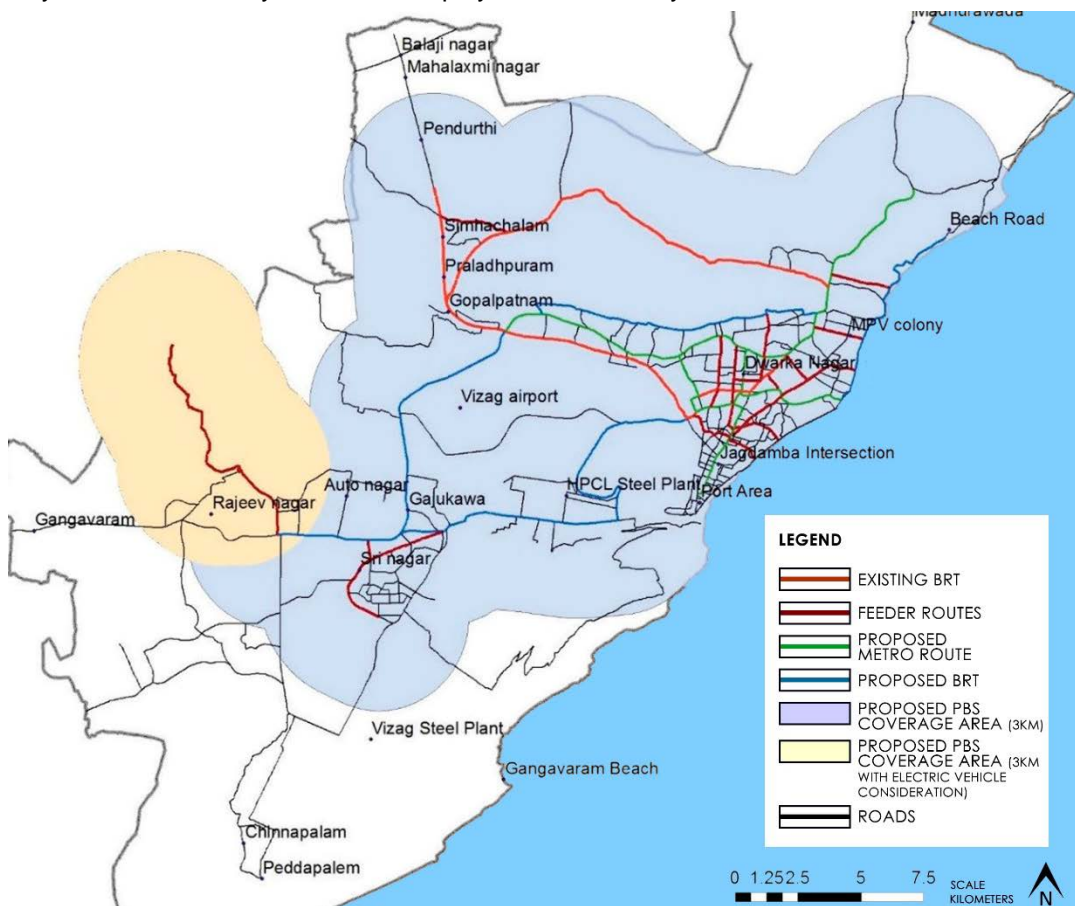 Madhurawada
Balaji nagar
Mahalaxmi nagar
Pendurthi
Simhachalam
Beach Road
Praladhpuram
Gopalpatnam
MPV colony
Dwarka Nagar
Vizag airport
Jagdamba Intersection
Auto nagar
HPCL Steel Plant
Port Area
Rajeev nagar
Gajukawa
Gangavaram
Sri nagar
Vizag Steel Plant
Gangavaram Beach
Chinnapalam
Peddapalem
LEGEND
EXISTING BRT
FEEDER ROUTES
PROPOSED
METRO ROUTE
PROPOSED BRT
PROPOSED PBS
COVERAGE AREA (3KM)
PROPOSED PBS
COVERAGE AREA (3KM
WITH ELECTRIC VEHICLE
CONSIDERATION)
ROADS
0 1.25 2.5 5 7.5
SCALE
KILOMETERS
N